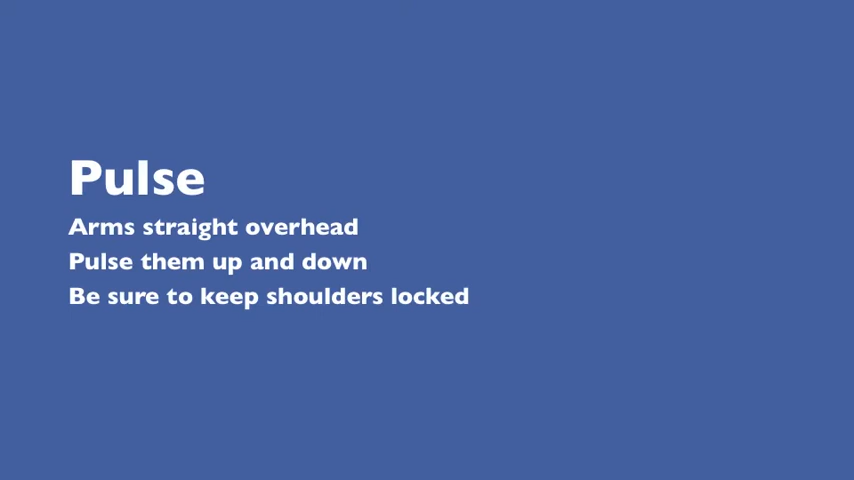 Pulse
Arms straight overhead
Pulse them up and down
Be sure to keep shoulders locked